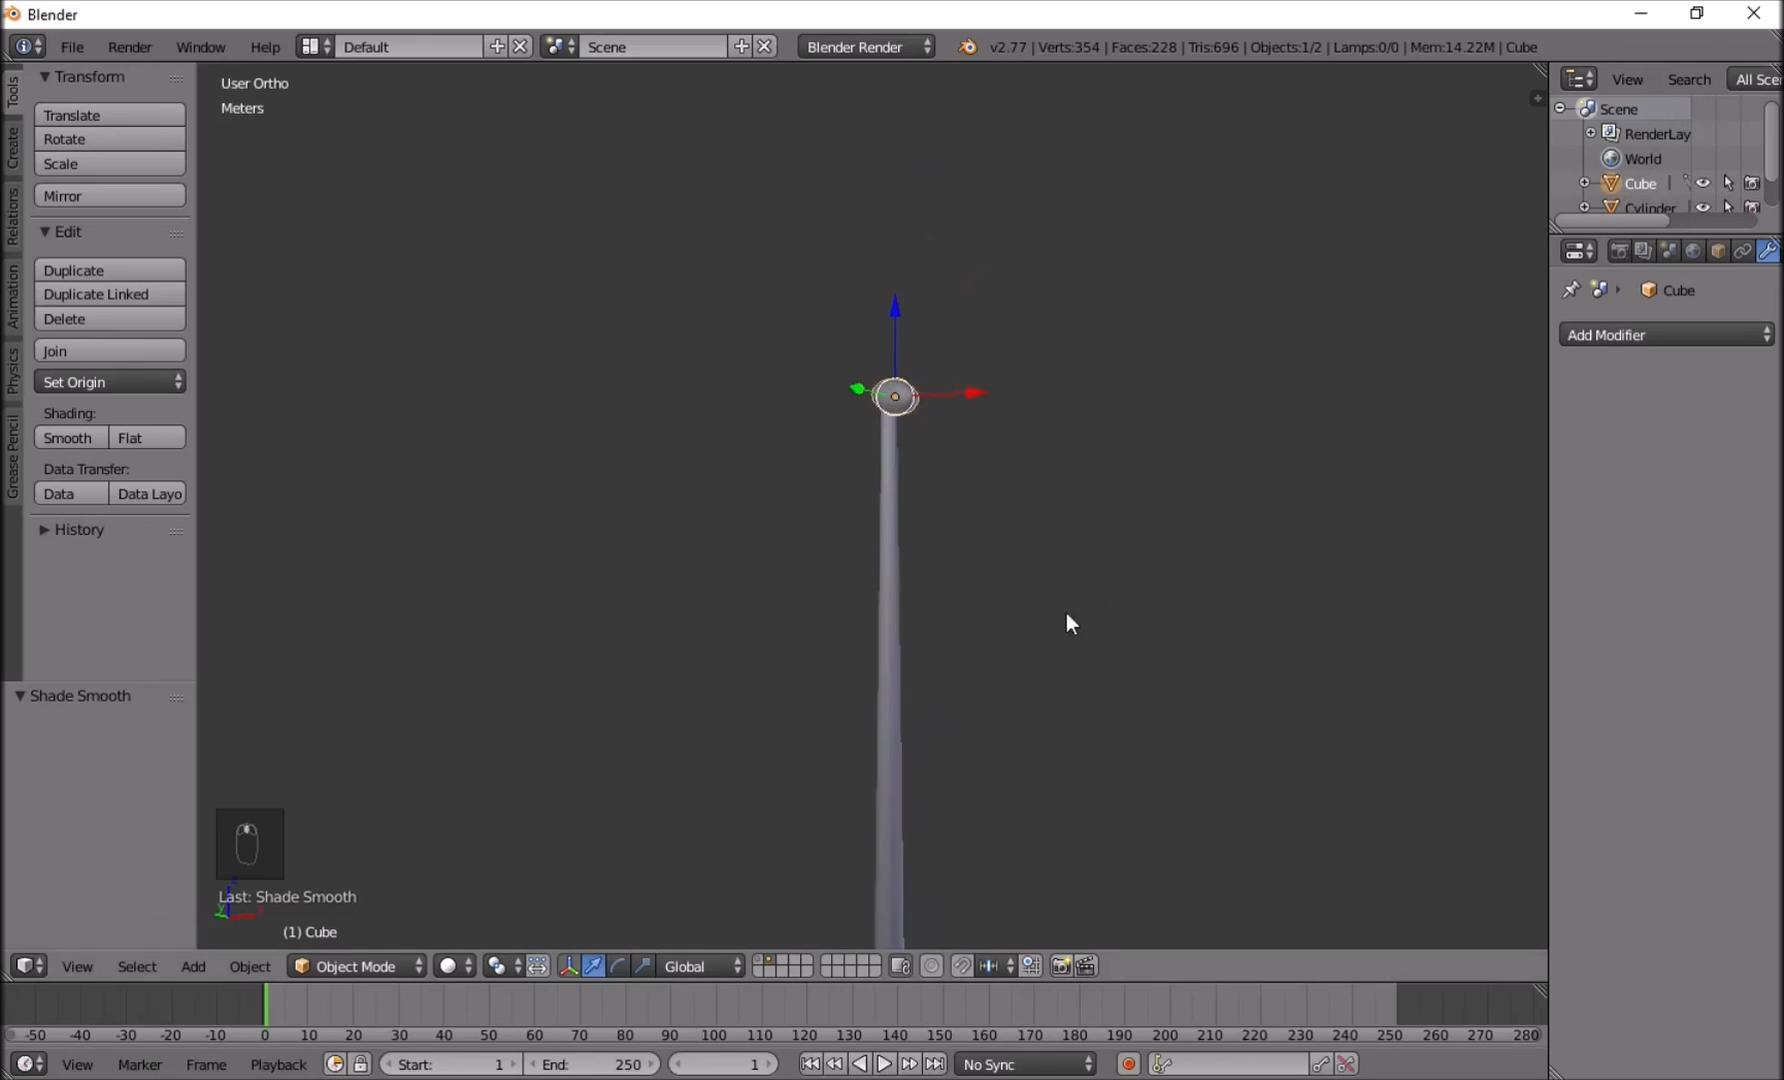 Blender
File Render Window Help Default Scene Blender Render v2.77 | Verts:354 | Faces:228 | Tris:696 | Objects:1/2 | Lamps:0/0 | Mem:14.22M | Cube
Tools
Create
Relations
Animation
Physics
Grease Pencil
Transform
Translate
Rotate
Scale
Mirror
Edit
Duplicate
Duplicate Linked
Delete
Join
Set Origin
Shading:
Smooth Flat
Data Transfer:
Data Data Layo
History
Shade Smooth
User Ortho
Meters
Last: Shade Smooth
(1) Cube
View Search All Sce
Scene
RenderLay
World
Cube
Cylinder
Cube
Add Modifier
View Select Add Object Object Mode Global
-50 -40 -30 -20 -10 0 10 20 30 40 50 60 70 80 90 100 110 120 130 140 150 160 170 180 190 200 210 220 230 240 250 260 270 280
View Marker Frame Playback Start: 1 End: 250 1 No Sync